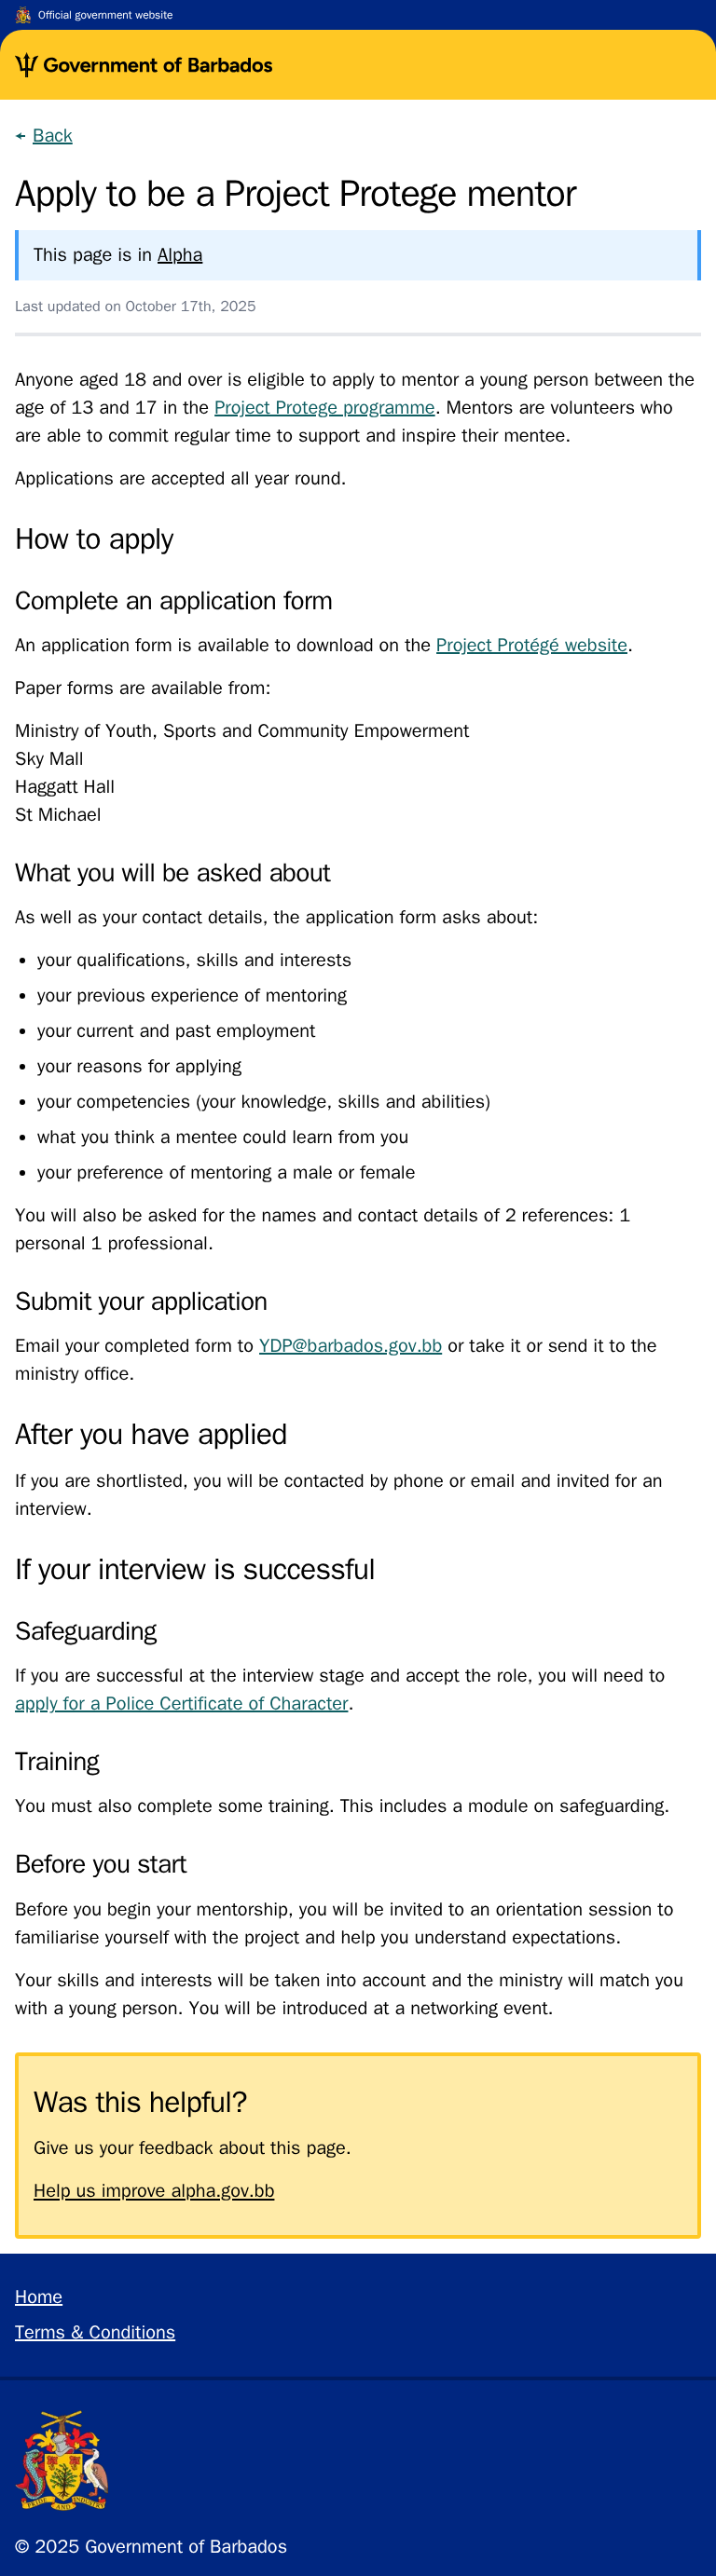 Official government website
Government of Barbados
← Back
Apply to be a Project Protege mentor
This page is in Alpha
Last updated on October 17th, 2025
Anyone aged 18 and over is eligible to apply to mentor a young person between the
age of 13 and 17 in the Project Protege programme. Mentors are volunteers who
are able to commit regular time to support and inspire their mentee.
Applications are accepted all year round.
How to apply
Complete an application form
An application form is available to download on the Project Protégé website.
Paper forms are available from:
Ministry of Youth, Sports and Community Empowerment
Sky Mall
Haggatt Hall
St Michael
What you will be asked about
As well as your contact details, the application form asks about:
• your qualifications, skills and interests
• your previous experience of mentoring
• your current and past employment
• your reasons for applying
• your competencies (your knowledge, skills and abilities)
• what you think a mentee could learn from you
• your preference of mentoring a male or female
You will also be asked for the names and contact details of 2 references: 1
personal 1 professional.
Submit your application
Email your completed form to YDP@barbados.gov.bb or take it or send it to the
ministry office.
After you have applied
If you are shortlisted, you will be contacted by phone or email and invited for an
interview.
If your interview is successful
Safeguarding
If you are successful at the interview stage and accept the role, you will need to
apply for a Police Certificate of Character.
Training
You must also complete some training. This includes a module on safeguarding.
Before you start
Before you begin your mentorship, you will be invited to an orientation session to
familiarise yourself with the project and help you understand expectations.
Your skills and interests will be taken into account and the ministry will match you
with a young person. You will be introduced at a networking event.
Was this helpful?
Give us your feedback about this page.
Help us improve alpha.gov.bb
Home
Terms & Conditions
PRIDE AND INDUSTRY
© 2025 Government of Barbados